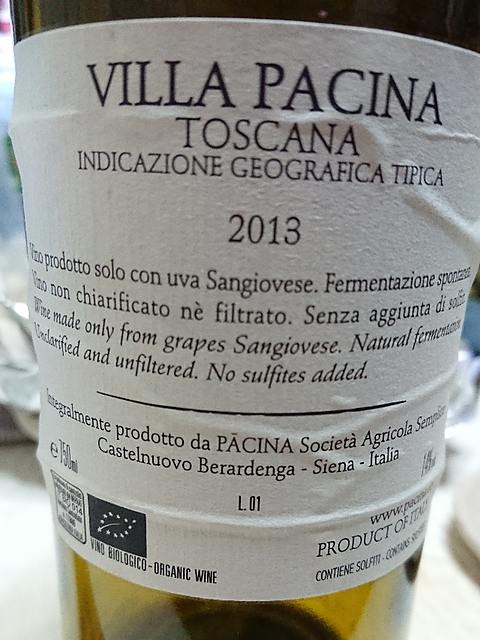 VILLA PACINA
TOSCANA
INDICAZIONE GEOGRAFICA TIPICA
2013
Vino prodotto solo con uva Sangiovese. Fermentazione spontanea.
Vino non chiarificato nè filtrato. Senza aggiunta di
Wine made only from grapes Sangiovese. Natural
Unclarified and unfiltered. No sulfites added.
Integralmente prodotto da PĀCINA Società Agricola
Castelnuovo Berardenga - Siena - Italia
e 750ml
L.01
PRODUCT OF
VINO BIOLOGICO-ORGANIC WINE
CONTIENE SOLFITI - CONTAINS